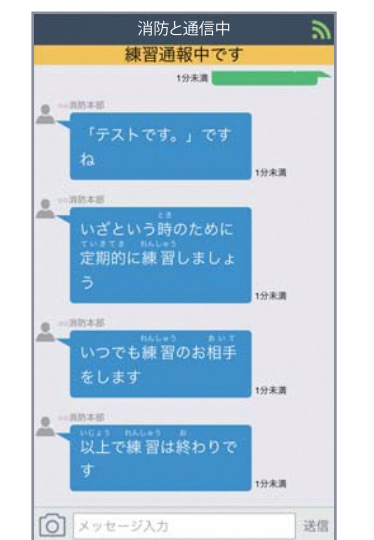 消防と通信中
練習通報中です
1分未満
○○消防本部
「テストです。」です
ね
1分未満
○○消防本部
とき
いざという時のために
ていきてき れんしゅう
定期的に練習しましょ
う
1分未満
○○消防本部
れんしゅう あいて
いつでも練習のお相手
をします
1分未満
○○消防本部
いじょう れんしゅう お
以上で練習は終わりで
す
1分未満
メッセージ入力
送信